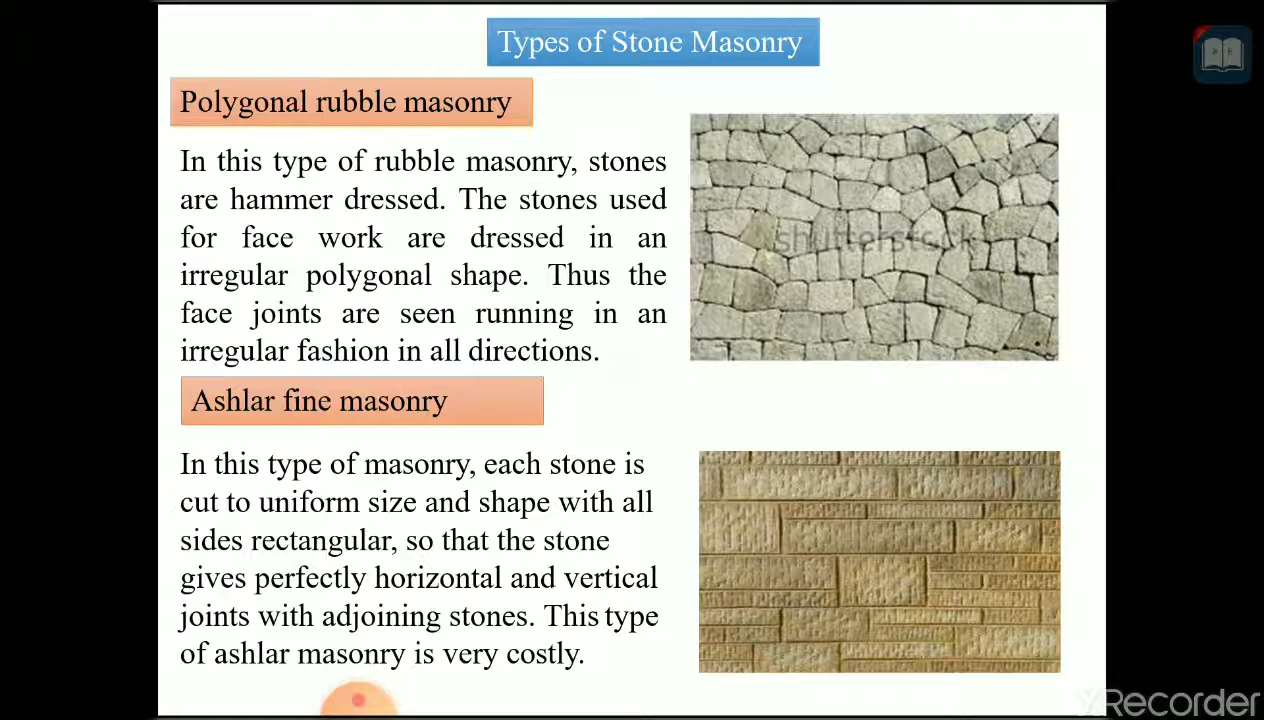 Types of Stone Masonry
Polygonal rubble masonry
In this type of rubble masonry, stones
are hammer dressed. The stones used
for face work are dressed in an
irregular polygonal shape. Thus the
face joints are seen running in an
irregular fashion in all directions.
shutterstock
Ashlar fine masonry
In this type of masonry, each stone is
cut to uniform size and shape with all
sides rectangular, so that the stone
gives perfectly horizontal and vertical
joints with adjoining stones. This type
of ashlar masonry is very costly.
XRecorder